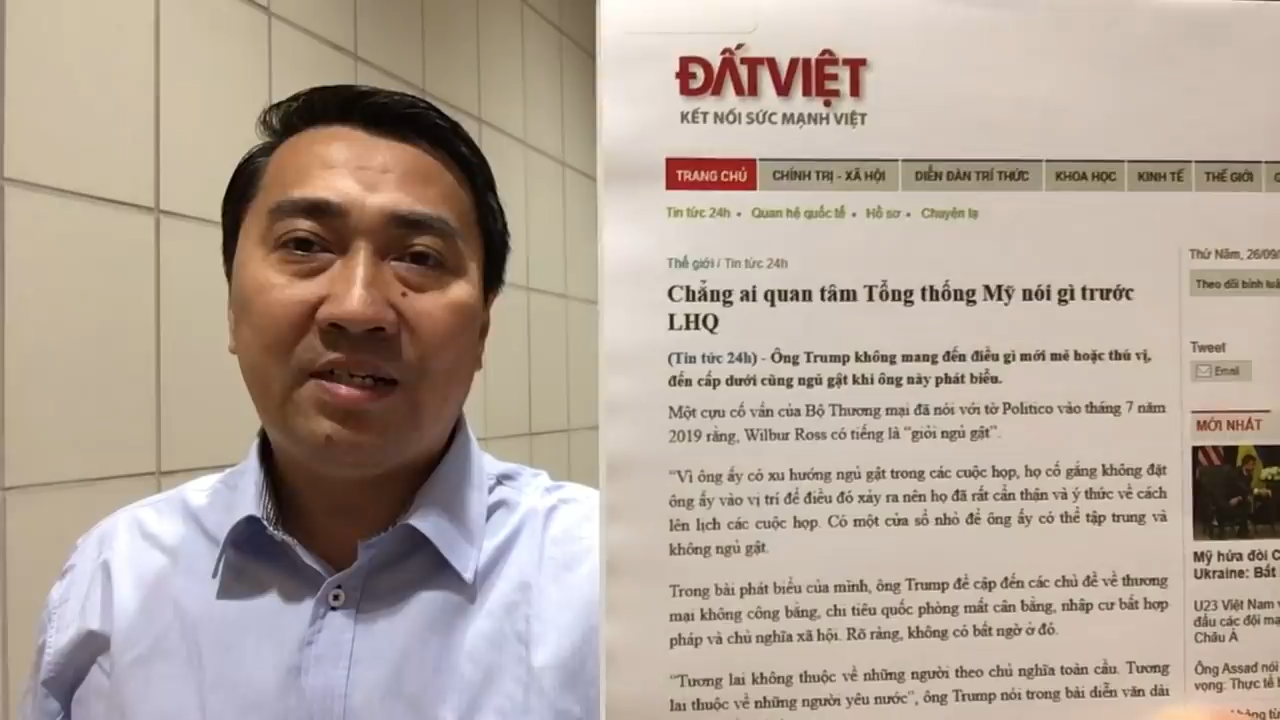 ĐẤTVIỆT
KẾT NỐI SỨC MẠNH VIỆT
TRANG CHỦ CHÍNH TRỊ - XÃ HỘI DIỄN ĐÀN TRÍ THỨC KHOA HỌC KINH TẾ THẾ GIỚI
Tin tức 24h • Quan hệ quốc tế • Hồ sơ • Chuyện lạ
Thế giới / Tin tức 24h
Chẳng ai quan tâm Tổng thống Mỹ nói gì trước
LHQ
(Tin tức 24h) - Ông Trump không mang đến điều gì mới mẻ hoặc thú vị,
đến cấp dưới cũng ngủ gật khi ông này phát biểu.
Một cựu cố vấn của Bộ Thương mại đã nói với tờ Politico vào tháng 7 năm
2019 rằng, Wilbur Ross có tiếng là "giỏi ngủ gật".
"Vì ông ấy có xu hướng ngủ gật trong các cuộc họp, họ cố gắng không đặt
ông ấy vào vị trí để điều đó xảy ra nên họ đã rất cẩn thận và ý thức về cách
lên lịch các cuộc họp. Có một cửa sổ nhỏ để ông ấy có thể tập trung và
không ngủ gật.
Trong bài phát biểu của mình, ông Trump đề cập đến các chủ đề về thương
mại không công bằng, chi tiêu quốc phòng mất cân bằng, nhập cư bất hợp
pháp và chủ nghĩa xã hội. Rõ ràng, không có bất ngờ ở đó.
"Tương lai không thuộc về những người theo chủ nghĩa toàn cầu. Tương
lai thuộc về những người yêu nước", ông Trump nói trong bài diễn văn dài
Thứ Năm, 26/09
Theo dõi bình
Tweet
Email
MỚI NHẤT
Mỹ hứa đòi
Ukraine: Bất
U23 Việt Nam
đấu các đội
Châu Á
Ông Assad nói
vọng: Thực tế